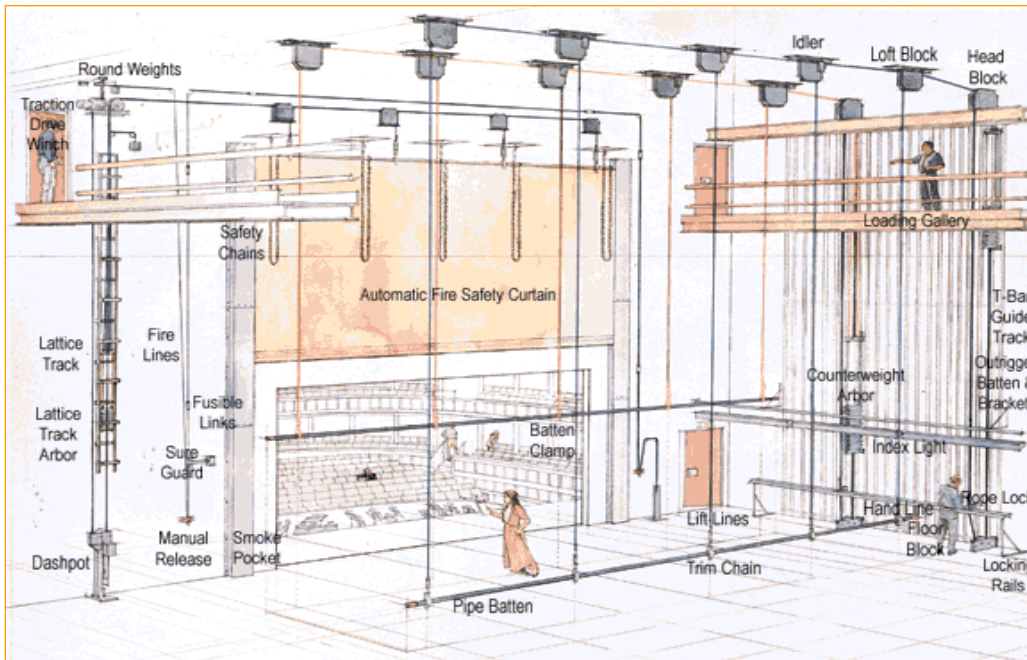 Idler
Round Weights
Loft Block
Head
Block
Traction
Drive
Winch
Loading Gallery
Safety
Chains
Automatic Fire Safety Curtain
T-Bar
Guide
Track
Lattice
Track
Fire
Lines
Counterweight
Arbor
Outrigger
Batten &
Bracket
Fusible
Links
Lattice
Track
Arbor
Batten
Clamp
Index Light
Sure
Guard
Rope Lock
Hand Line
Lift Lines
Floor
Block
Manual
Release
Smoke
Pocket
Dashpot
Trim Chain
Locking
Rails
Pipe Batten